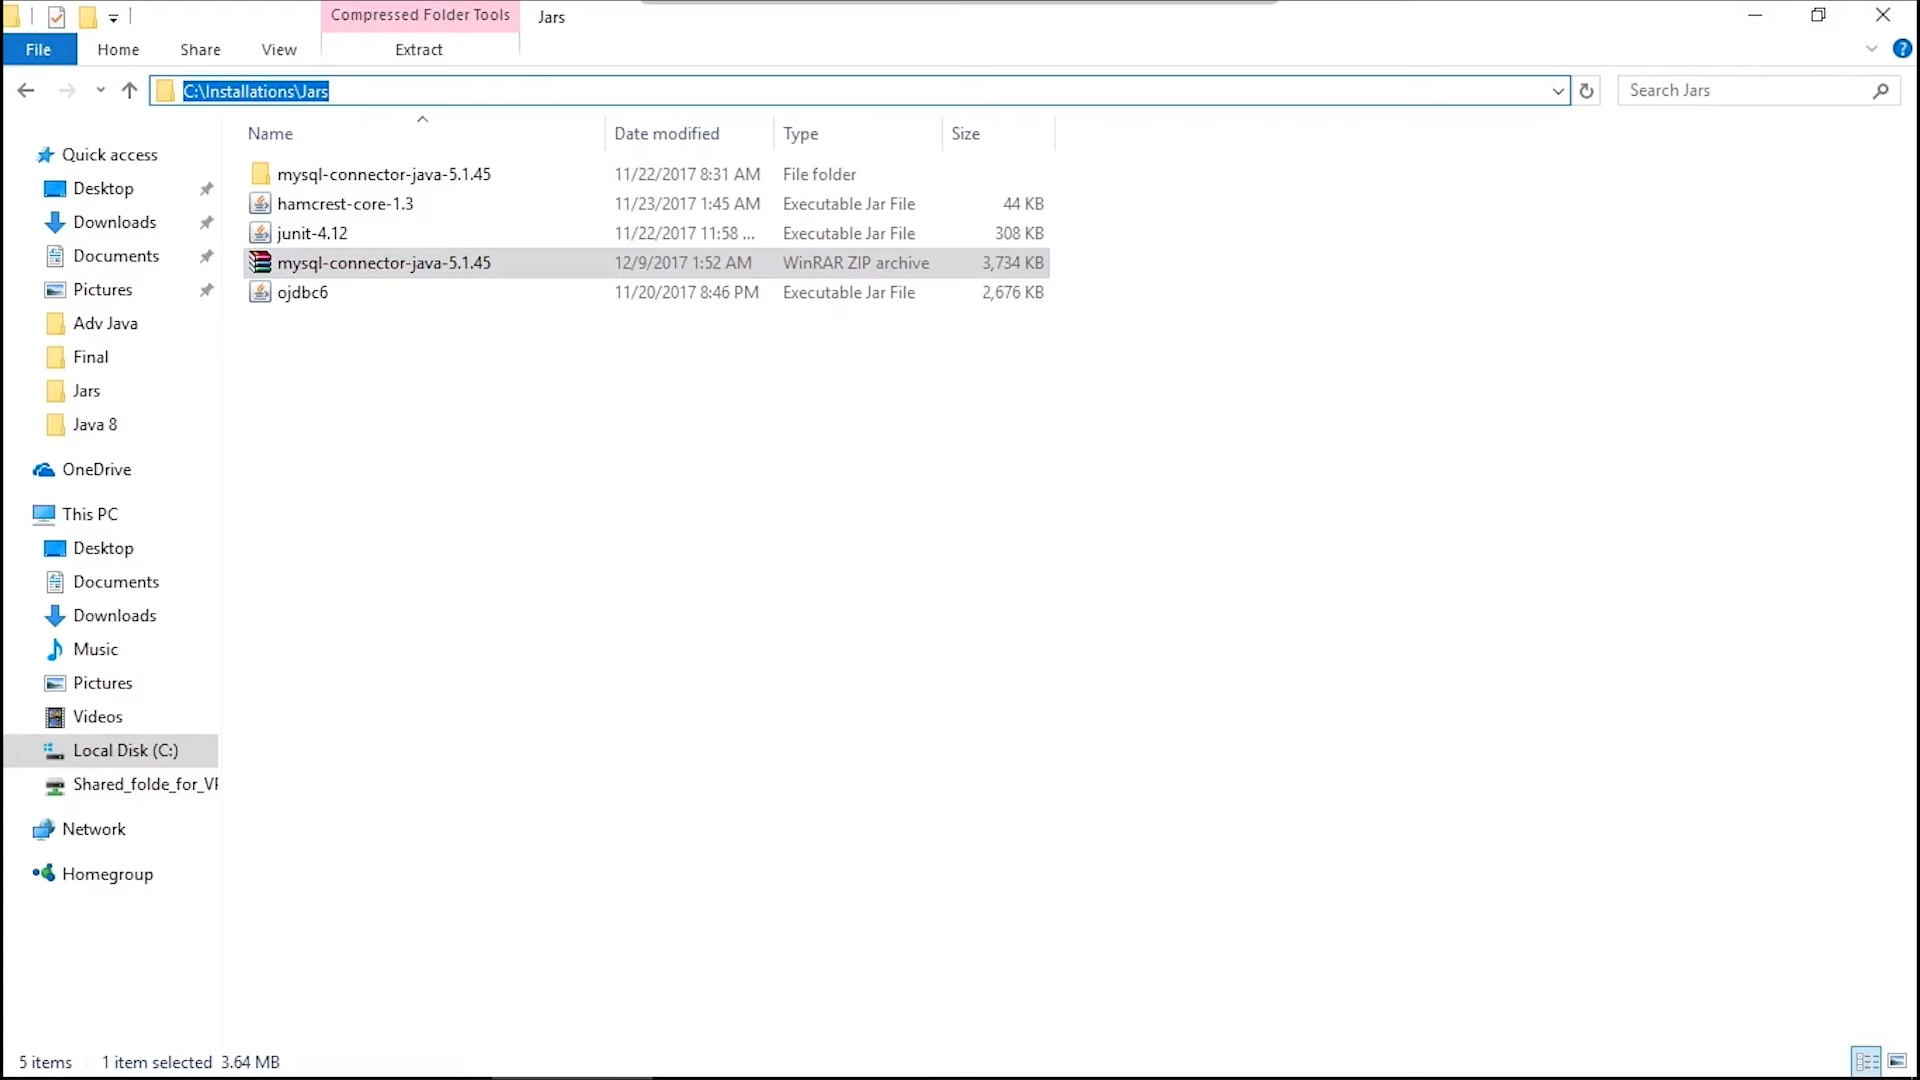 Compressed Folder Tools
Jars
File
Home
Share
View
Extract
?
C:\Installations\Jars
Search Jars
Name
Date modified
Type
Size
mysql-connector-java-5.1.45
11/22/2017 8:31 AM
File folder
hamcrest-core-1.3
11/23/2017 1:45 AM
Executable Jar File
44 KB
junit-4.12
11/22/2017 11:58 ...
Executable Jar File
308 KB
mysql-connector-java-5.1.45
12/9/2017 1:52 AM
WinRAR ZIP archive
3,734 KB
ojdbc6
11/20/2017 8:46 PM
Executable Jar File
2,676 KB
Quick access
Desktop
Downloads
Documents
Pictures
Adv Java
Final
Jars
Java 8
OneDrive
This PC
Desktop
Documents
Downloads
Music
Pictures
Videos
Local Disk (C:)
Shared_folde_for_
Network
Homegroup
5 items
1 item selected 3.64 MB